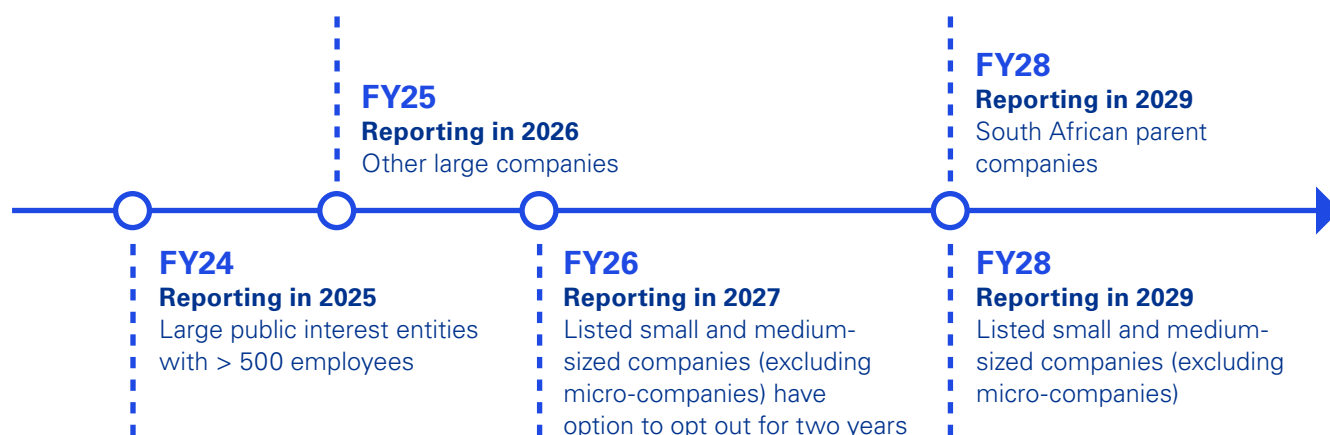 FY25
Reporting in 2026
Other large companies
FY28
Reporting in 2029
South African parent
companies
FY24
Reporting in 2025
Large public interest entities
with > 500 employees
FY26
Reporting in 2027
Listed small and medium-
sized companies (excluding
micro-companies) have
option to opt out for two years
FY28
Reporting in 2029
Listed small and medium-
sized companies (excluding
micro-companies)